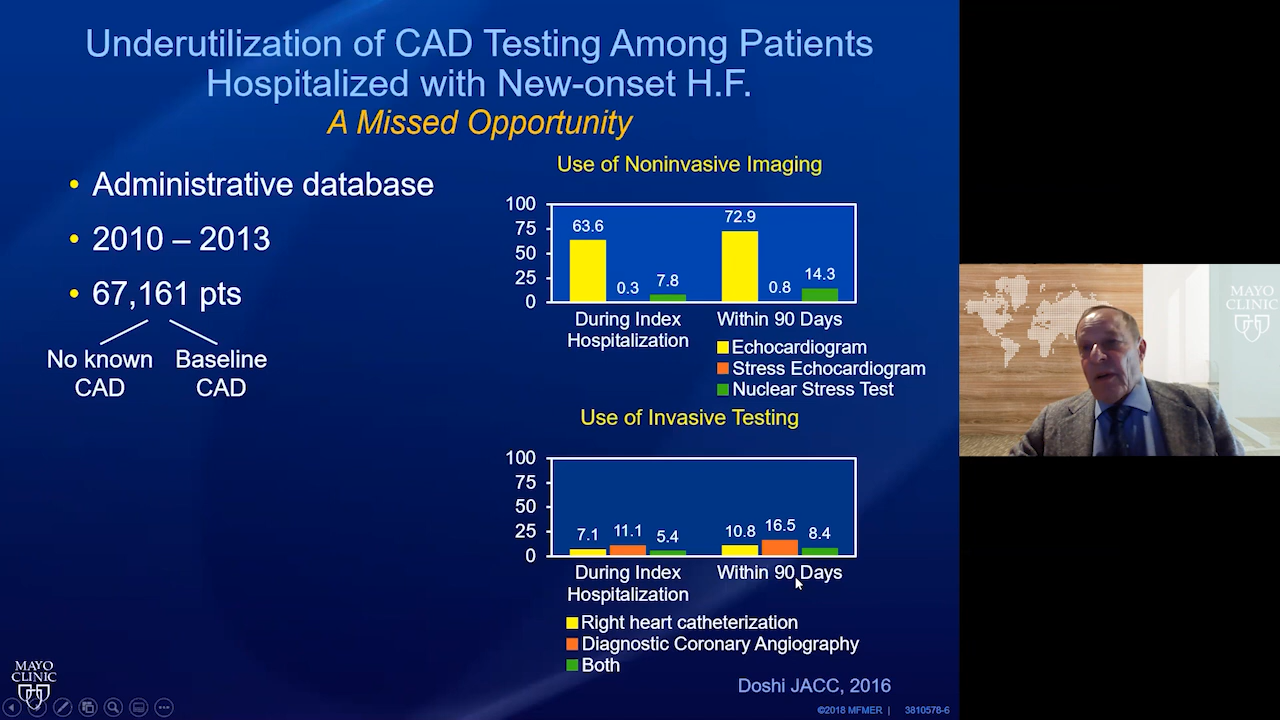 Underutilization of CAD Testing Among Patients
Hospitalized with New-onset H.F.
A Missed Opportunity
• Administrative database
• 2010 – 2013
• 67,161 pts
No known
CAD
Baseline
CAD
Use of Noninvasive Imaging
100
75
50
25
0
63.6
0.3
7.8
72.9
0.8
14.3
During Index
Hospitalization
Within 90 Days
Echocardiogram
Stress Echocardiogram
Nuclear Stress Test
Use of Invasive Testing
100
75
50
25
0
7.1
11.1
5.4
10.8
16.5
8.4
During Index
Hospitalization
Within 90 Days
Right heart catheterization
Diagnostic Coronary Angiography
Both
Doshi JACC, 2016
MAYO
CLINIC
©2018 MFMER | 3810578-6
MAYO
CLINIC